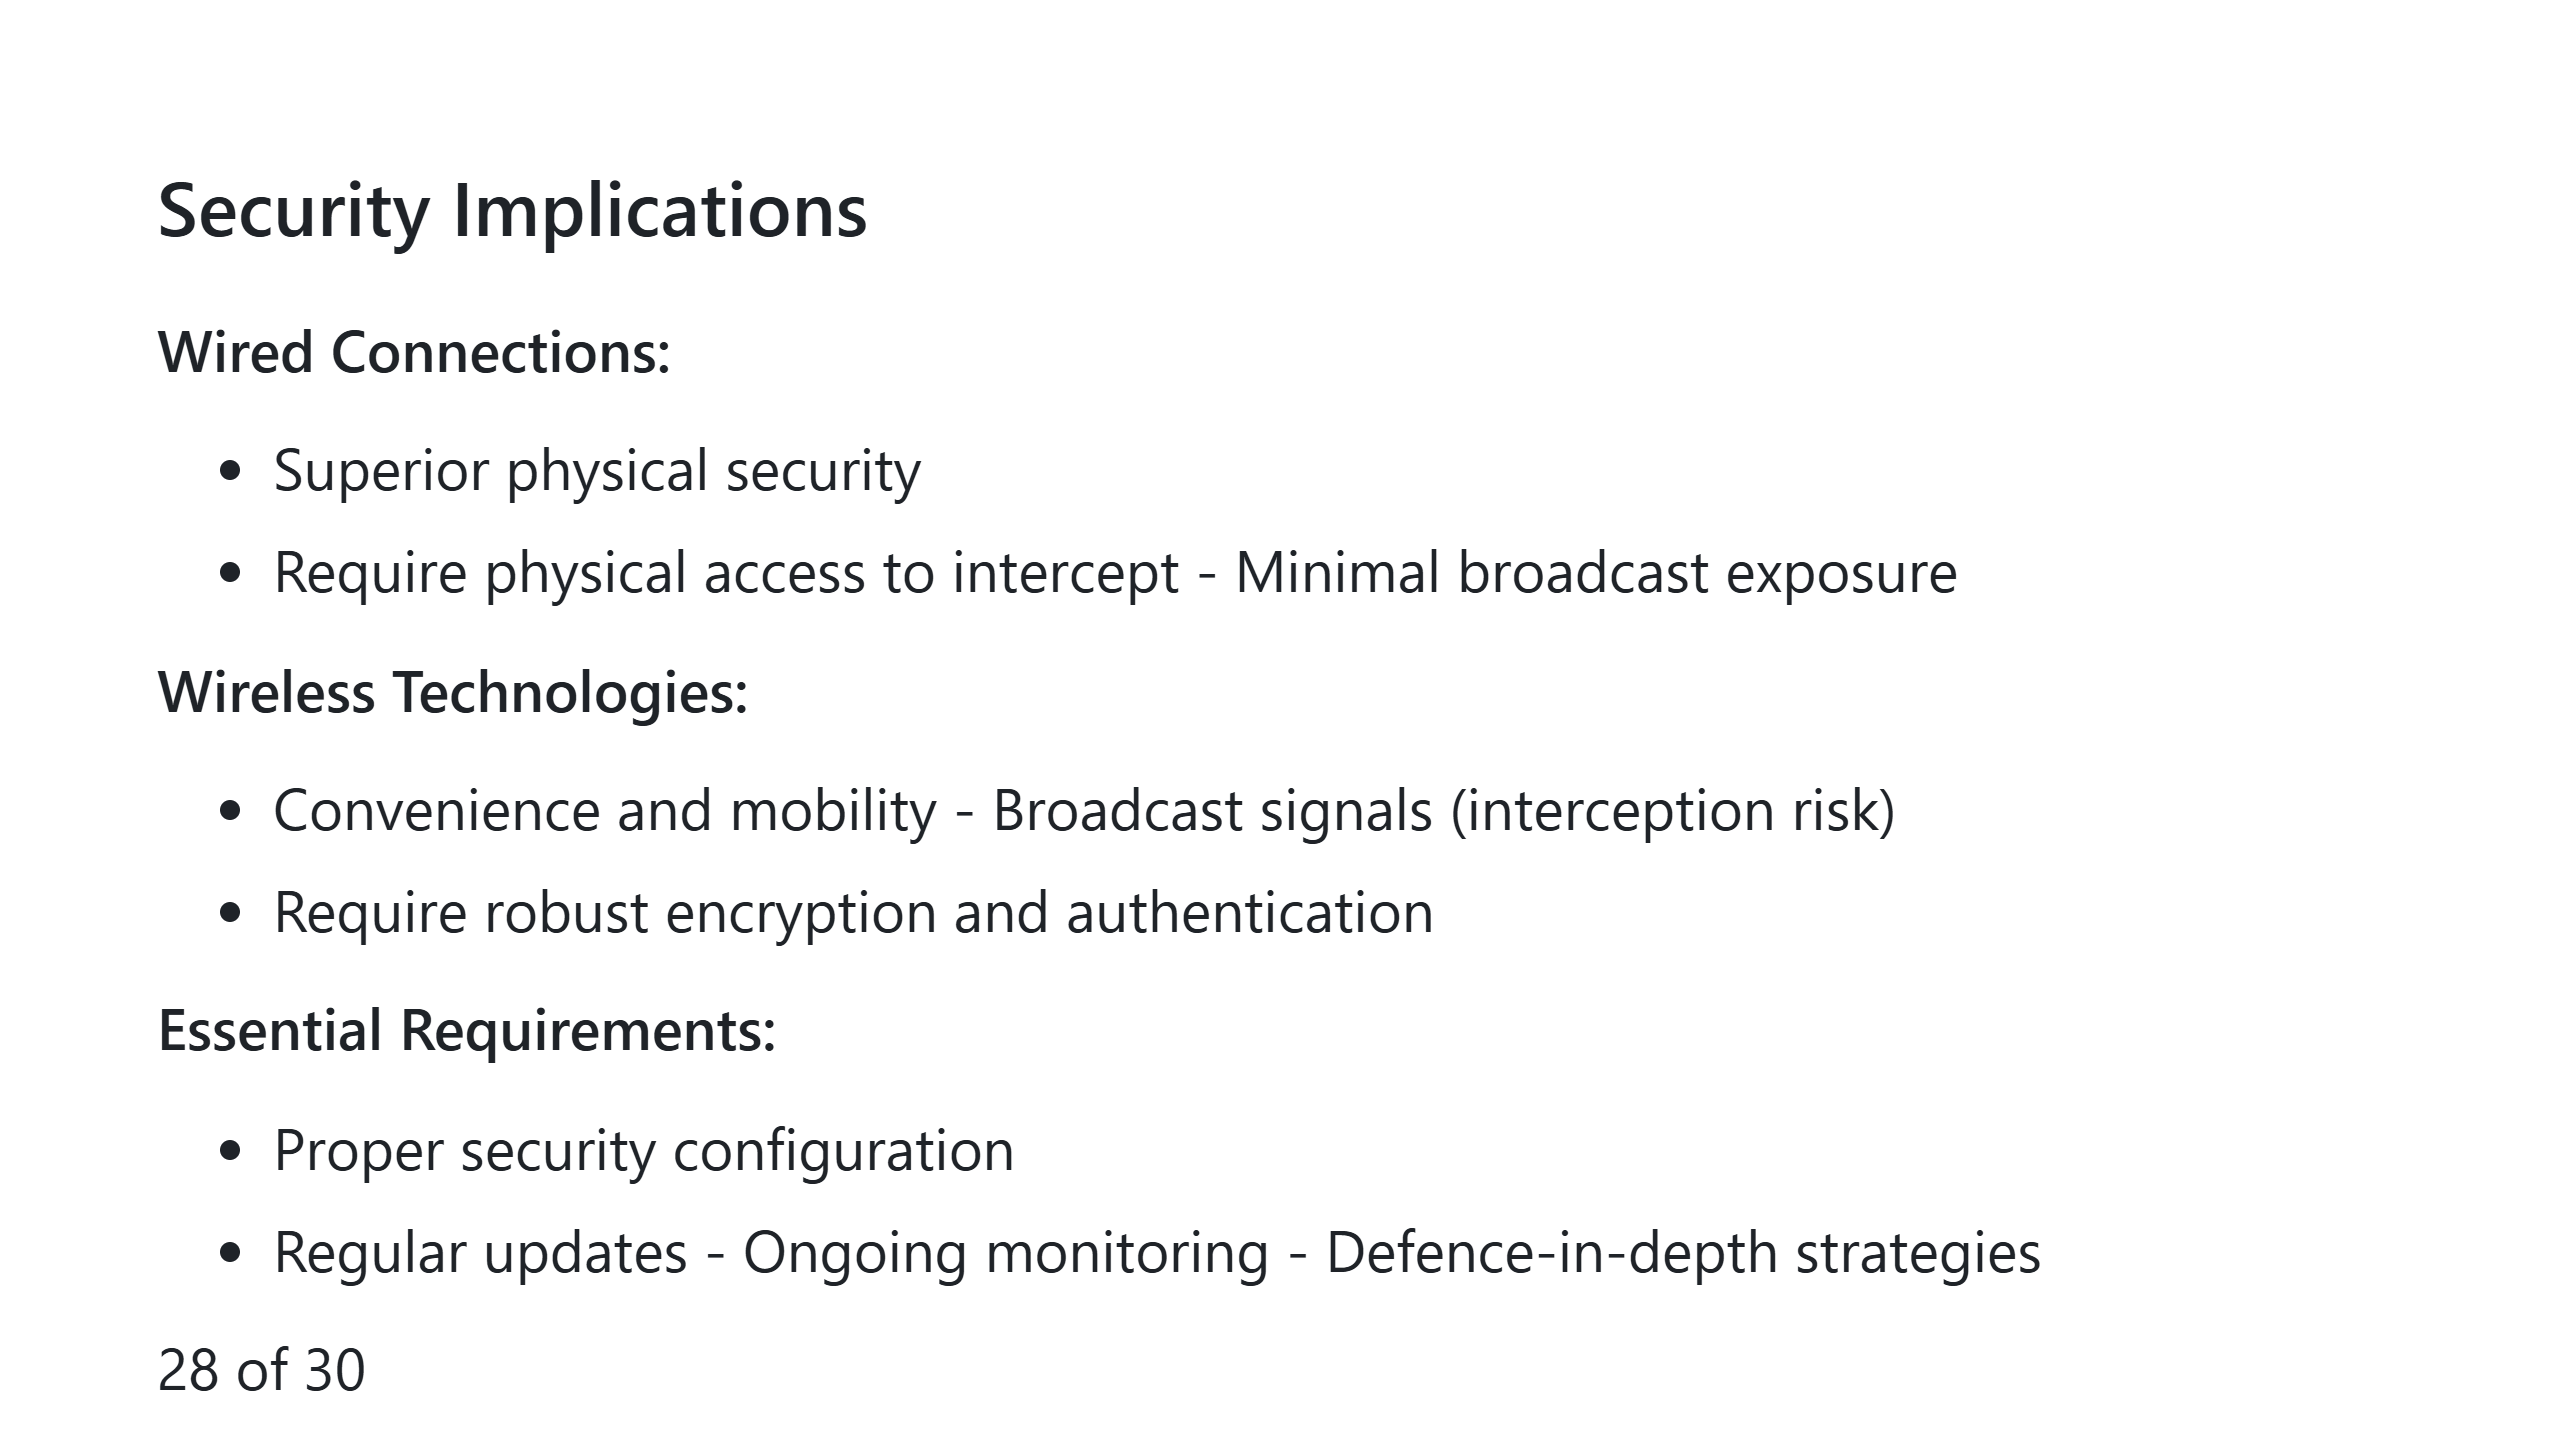 Security Implications
Wired Connections:
• Superior physical security
• Require physical access to intercept - Minimal broadcast exposure
Wireless Technologies:
• Convenience and mobility - Broadcast signals (interception risk)
• Require robust encryption and authentication
Essential Requirements:
• Proper security configuration
• Regular updates - Ongoing monitoring - Defence-in-depth strategies
28 of 30